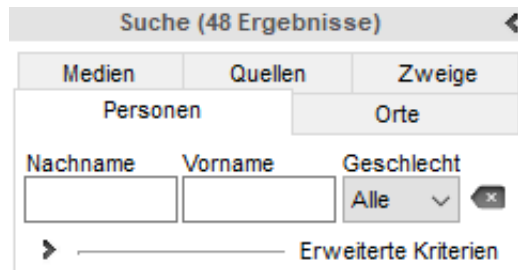 Suche (48 Ergebnisse)
Medien Quellen Zweige
Personen Orte
Nachname Vorname Geschlecht
Alle
Erweiterte Kriterien